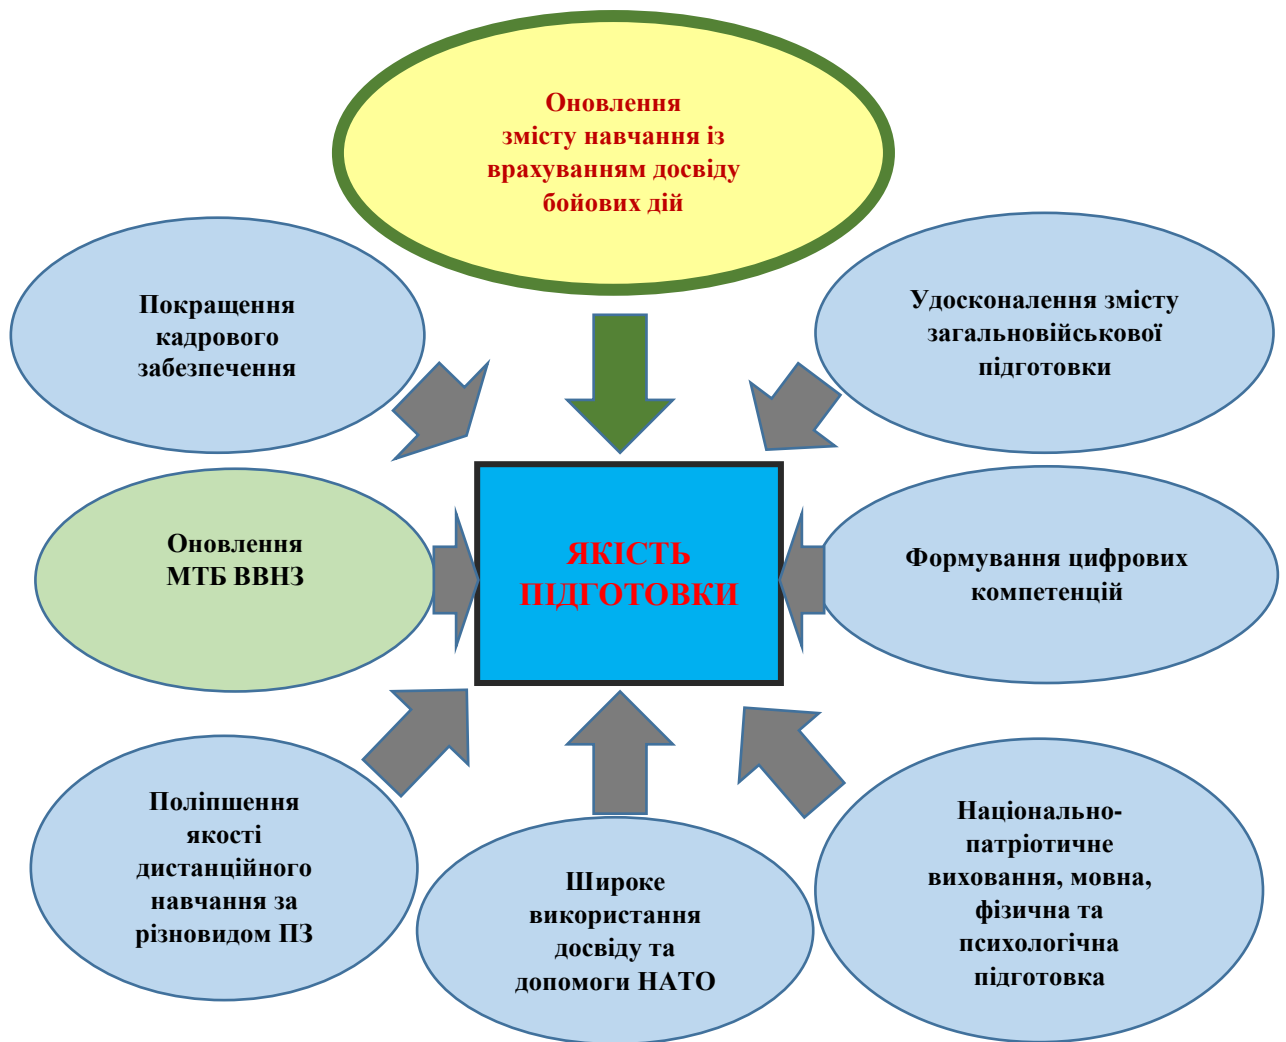 Оновлення
змісту навчання із
врахуванням досвіду
бойових дій
Покращення
кадрового
забезпечення
Удосконалення змісту
загальновійськової
підготовки
Оновлення
МТБ ВВНЗ
ЯКІСТЬ
ПІДГОТОВКИ
Формування цифрових
компетенцій
Поліпшення
якості
дистанційного
навчання за
різновидом ПЗ
Широке
використання
досвіду та
допомоги НАТО
Національно-
патріотичне
виховання, мовна,
фізична та
психологічна
підготовка